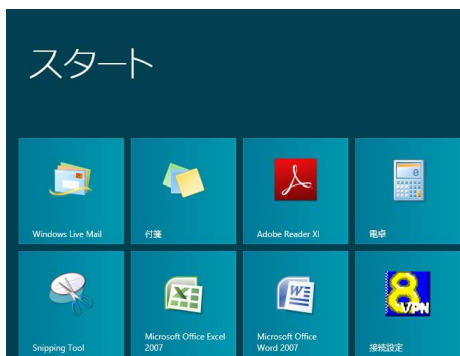 スタート
Windows Live Mail
付箋
Adobe Reader XI
電卓
Snipping Tool
Microsoft Office Excel
2007
Microsoft Office
Word 2007
8
VPN
接続設定